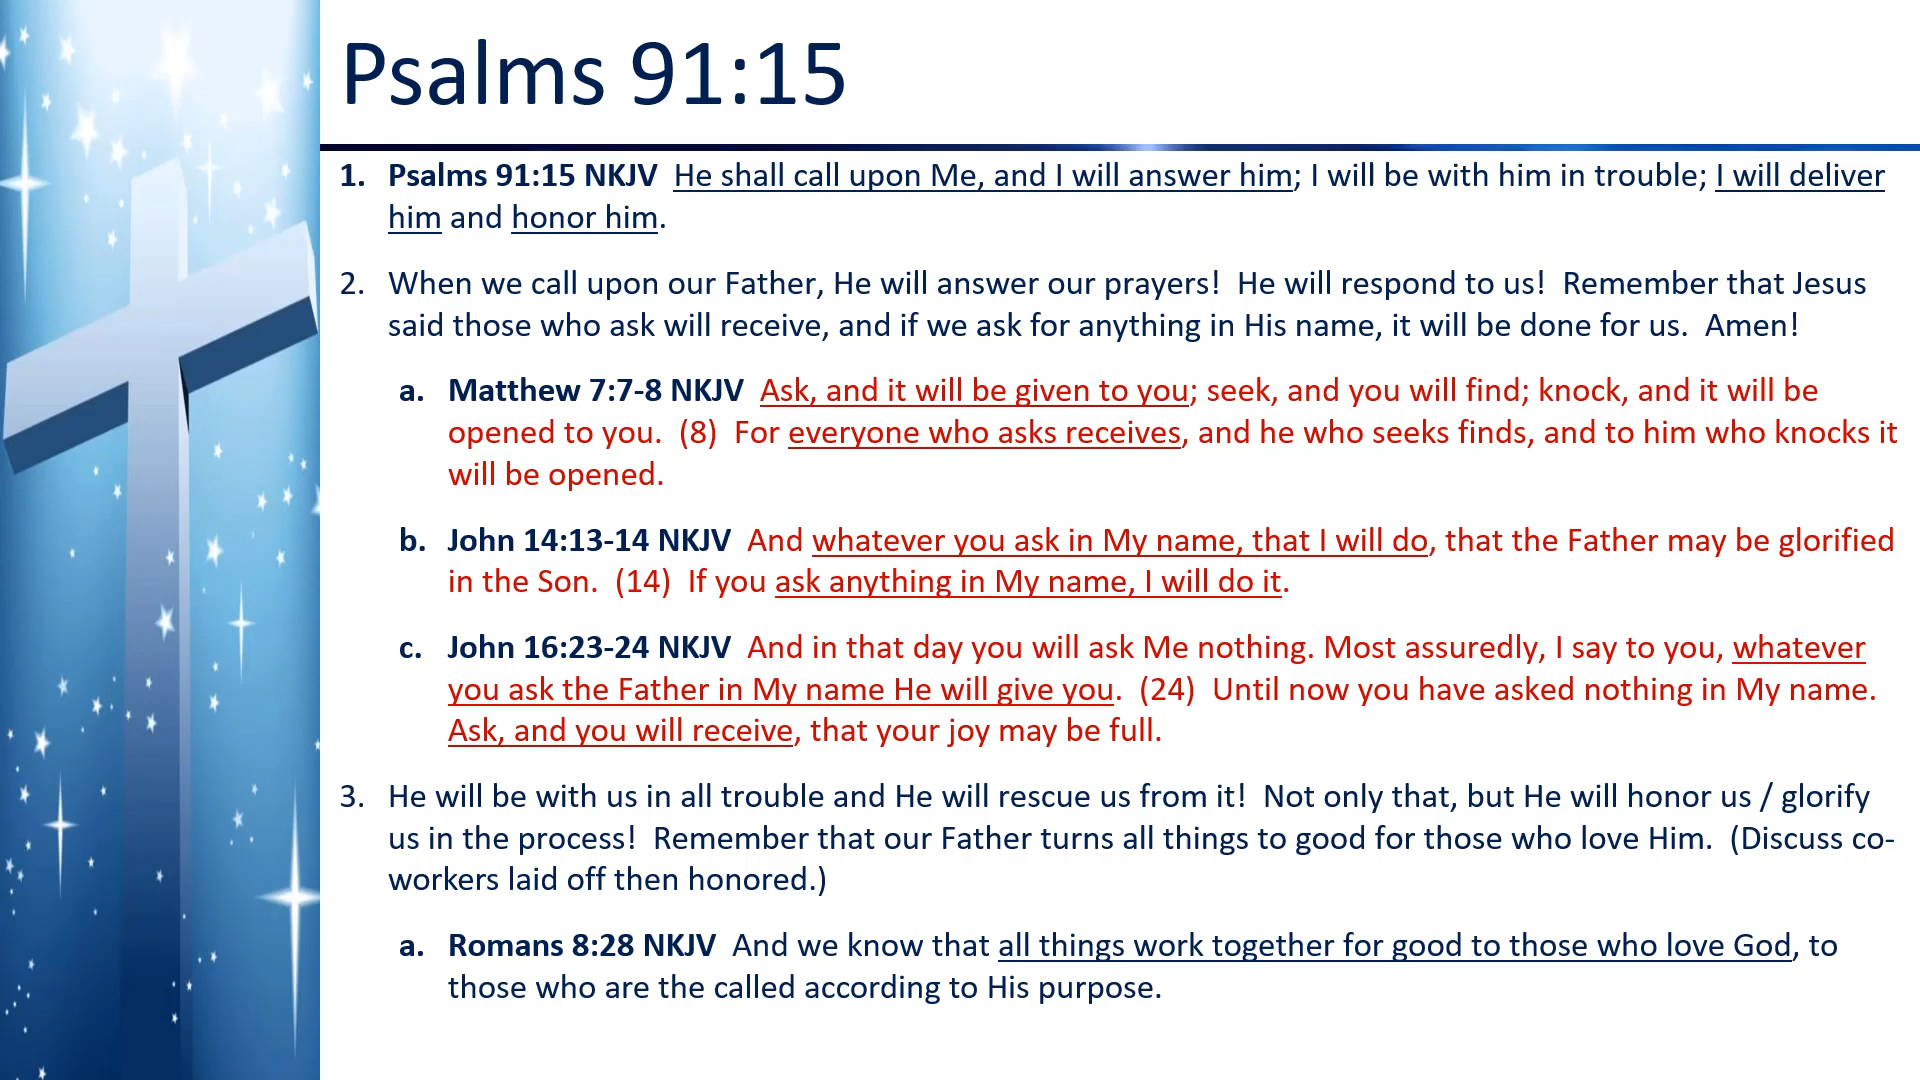 Psalms 91:15
1. Psalms 91:15 NKJV  He shall call upon Me, and I will answer him; I will be with him in trouble; I will deliver
him and honor him.
2. When we call upon our Father, He will answer our prayers!  He will respond to us!  Remember that Jesus
said those who ask will receive, and if we ask for anything in His name, it will be done for us.  Amen!
a. Matthew 7:7-8 NKJV  Ask, and it will be given to you; seek, and you will find; knock, and it will be
opened to you.  (8)  For everyone who asks receives, and he who seeks finds, and to him who knocks it
will be opened.
b. John 14:13-14 NKJV  And whatever you ask in My name, that I will do, that the Father may be glorified
in the Son.  (14)  If you ask anything in My name, I will do it.
c. John 16:23-24 NKJV  And in that day you will ask Me nothing. Most assuredly, I say to you, whatever
you ask the Father in My name He will give you.  (24)  Until now you have asked nothing in My name.
Ask, and you will receive, that your joy may be full.
3. He will be with us in all trouble and He will rescue us from it!  Not only that, but He will honor us / glorify
us in the process!  Remember that our Father turns all things to good for those who love Him.  (Discuss co-
workers laid off then honored.)
a. Romans 8:28 NKJV  And we know that all things work together for good to those who love God, to
those who are the called according to His purpose.